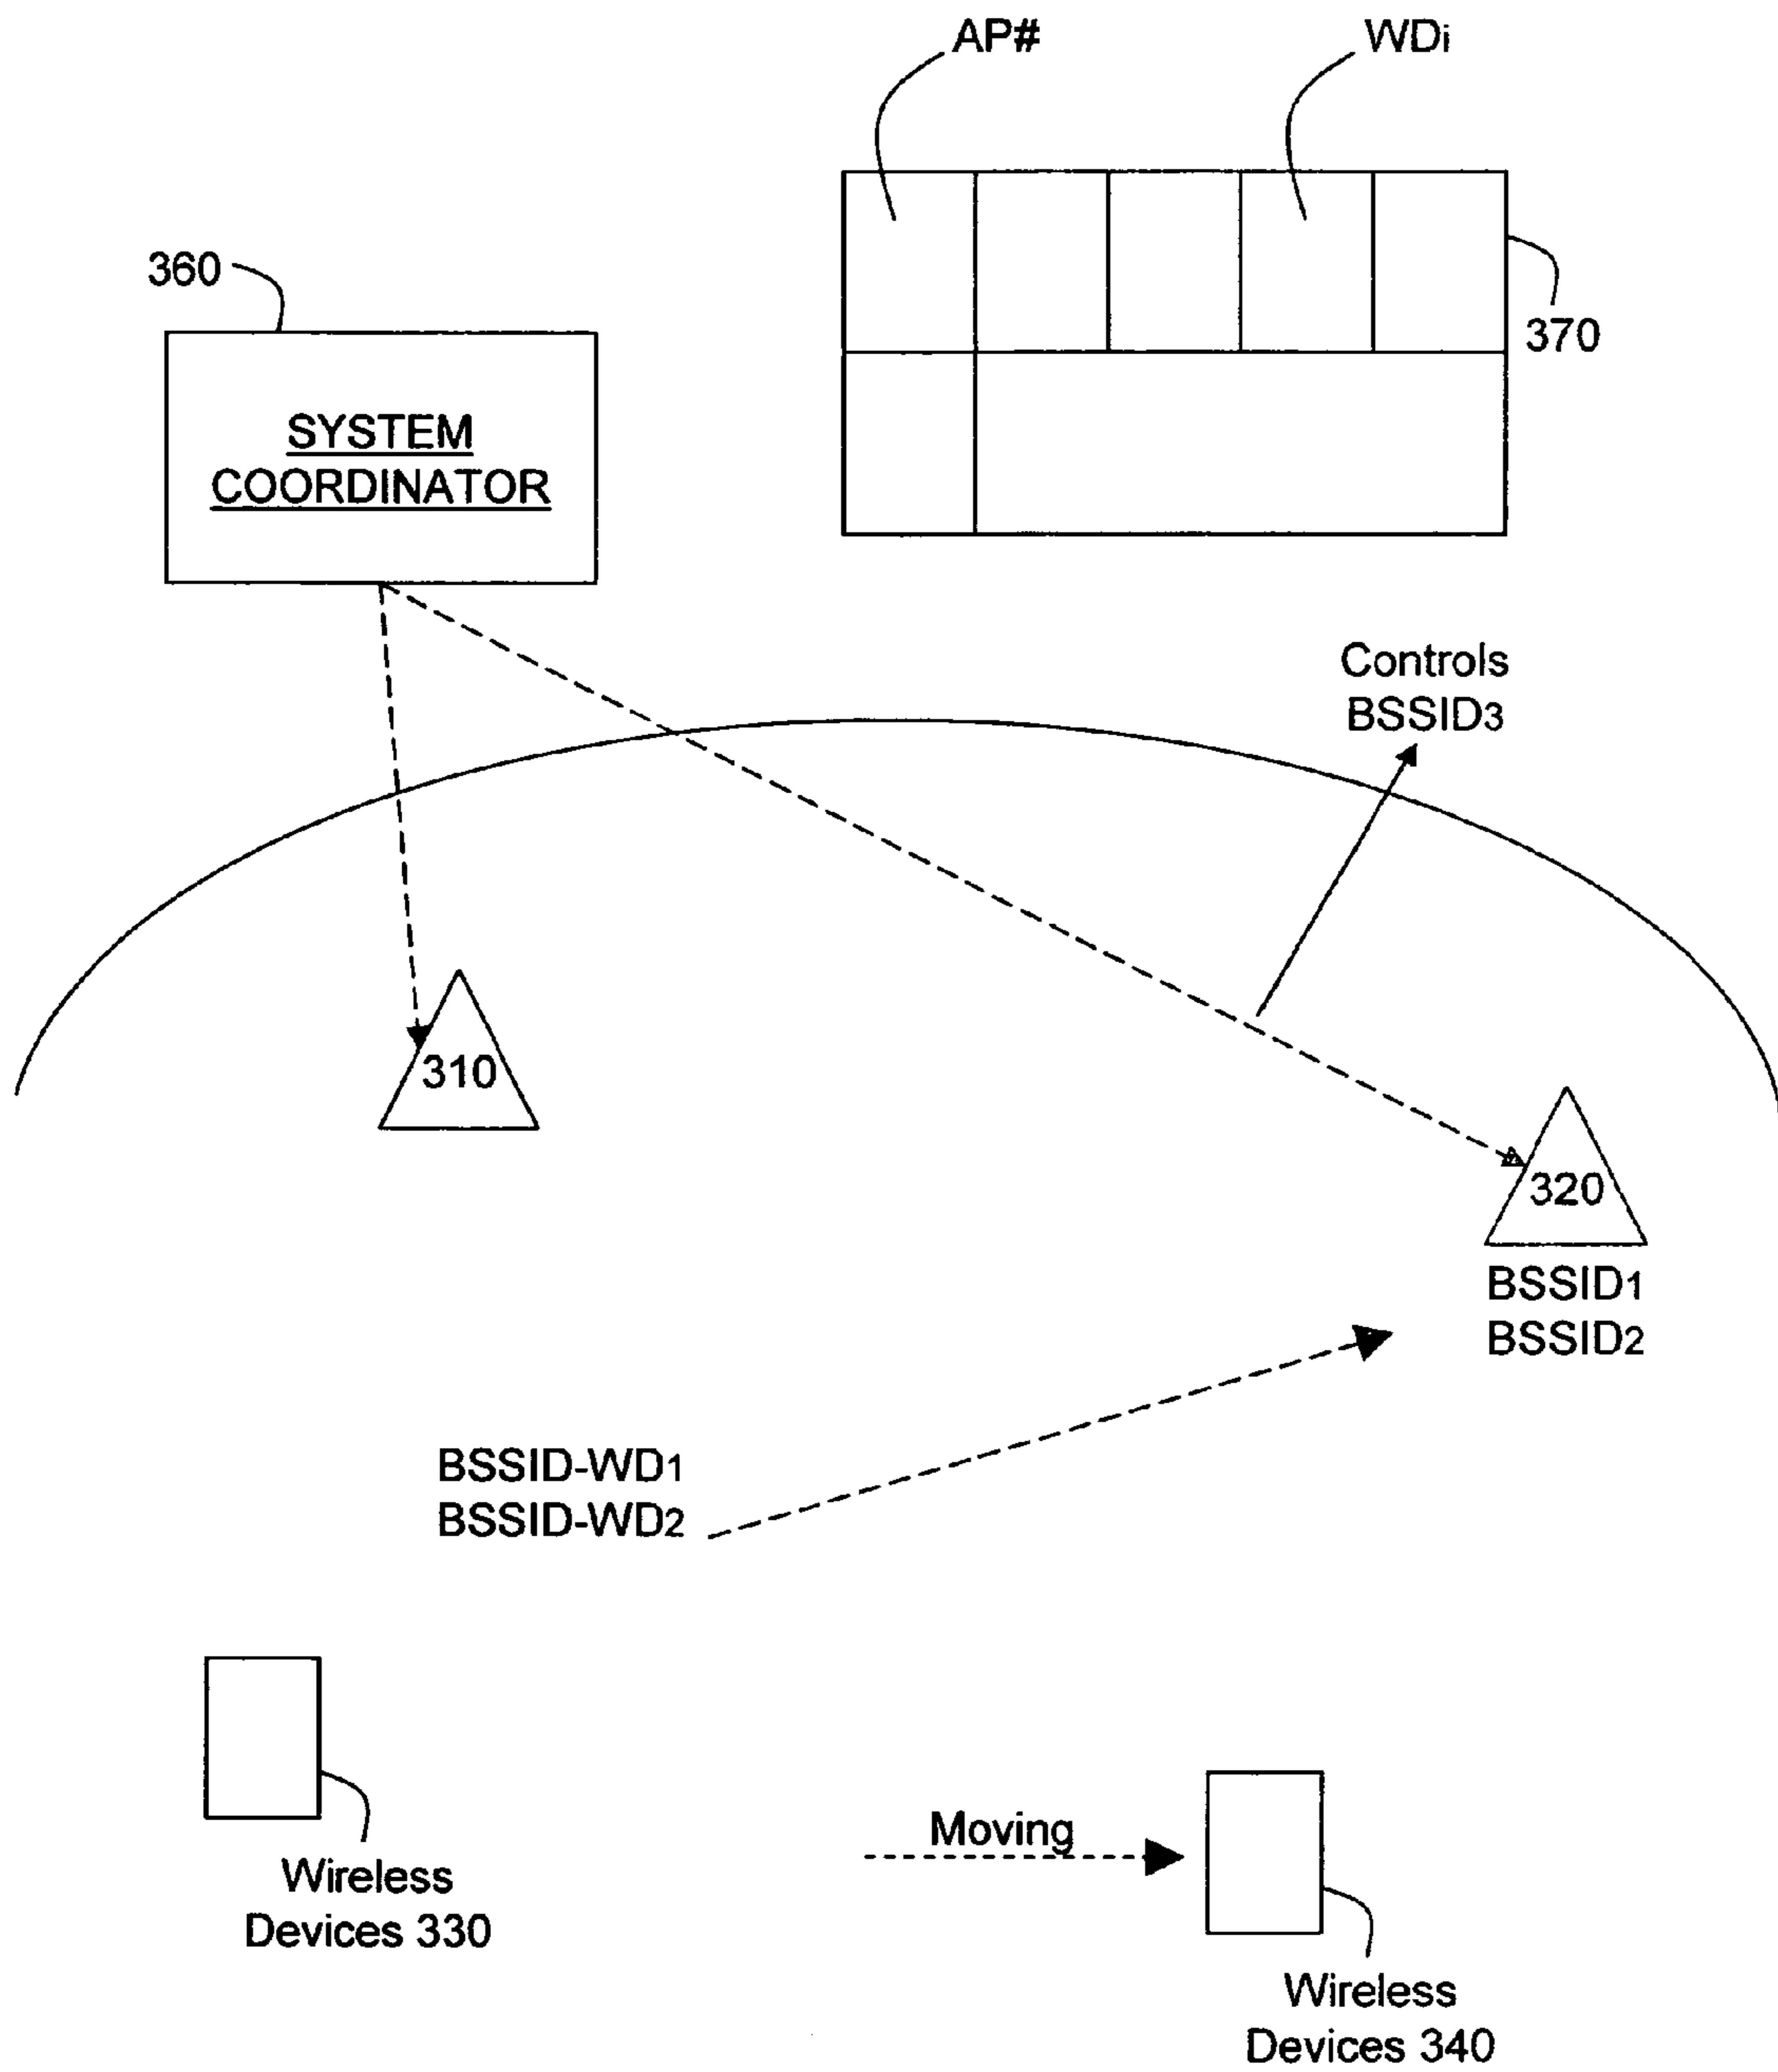 AP#
WDi
360
370
SYSTEM
COORDINATOR
Controls
BSSID3
310
320
BSSID1
BSSID2
BSSID-WD1
BSSID-WD2
Moving
Wireless
Devices 330
Wireless
Devices 340